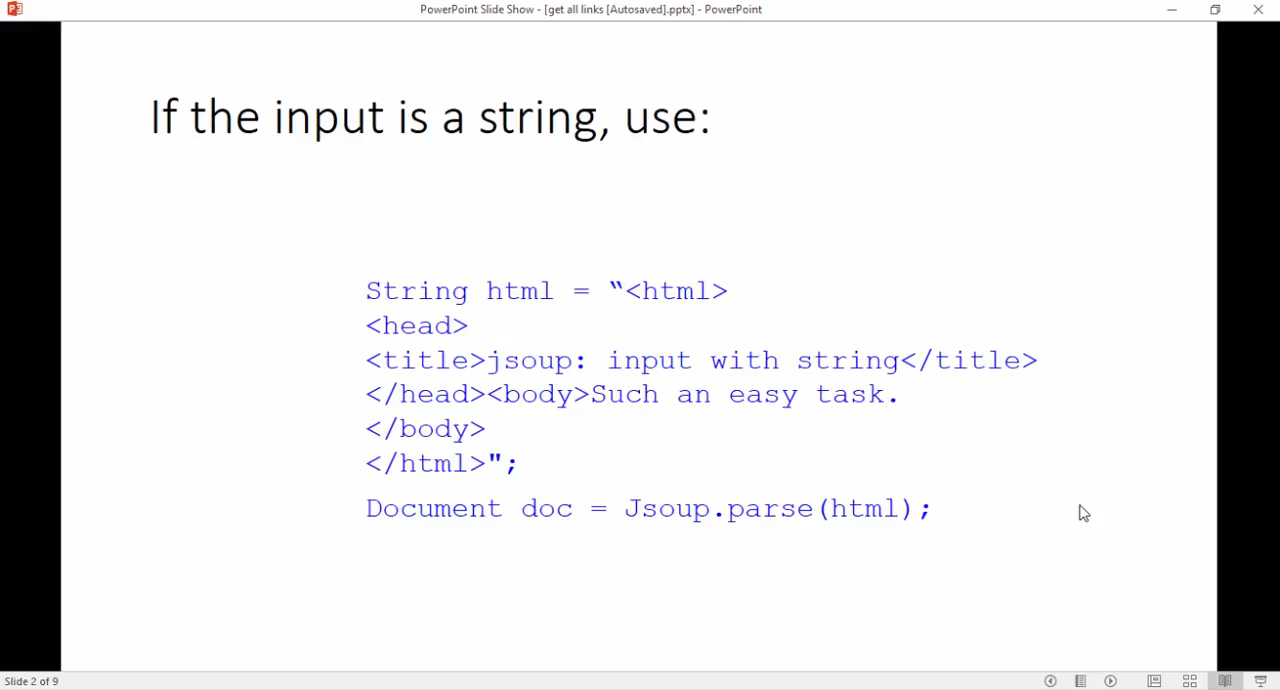 PowerPoint Slide Show - [get all links [Autosaved].pptx] - PowerPoint
If the input is a string, use:
String html = “<html>
<head>
<title>jsoup: input with string</title>
</head><body>Such an easy task.
</body>
</html>";
Document doc = Jsoup.parse(html);
Slide 2 of 9